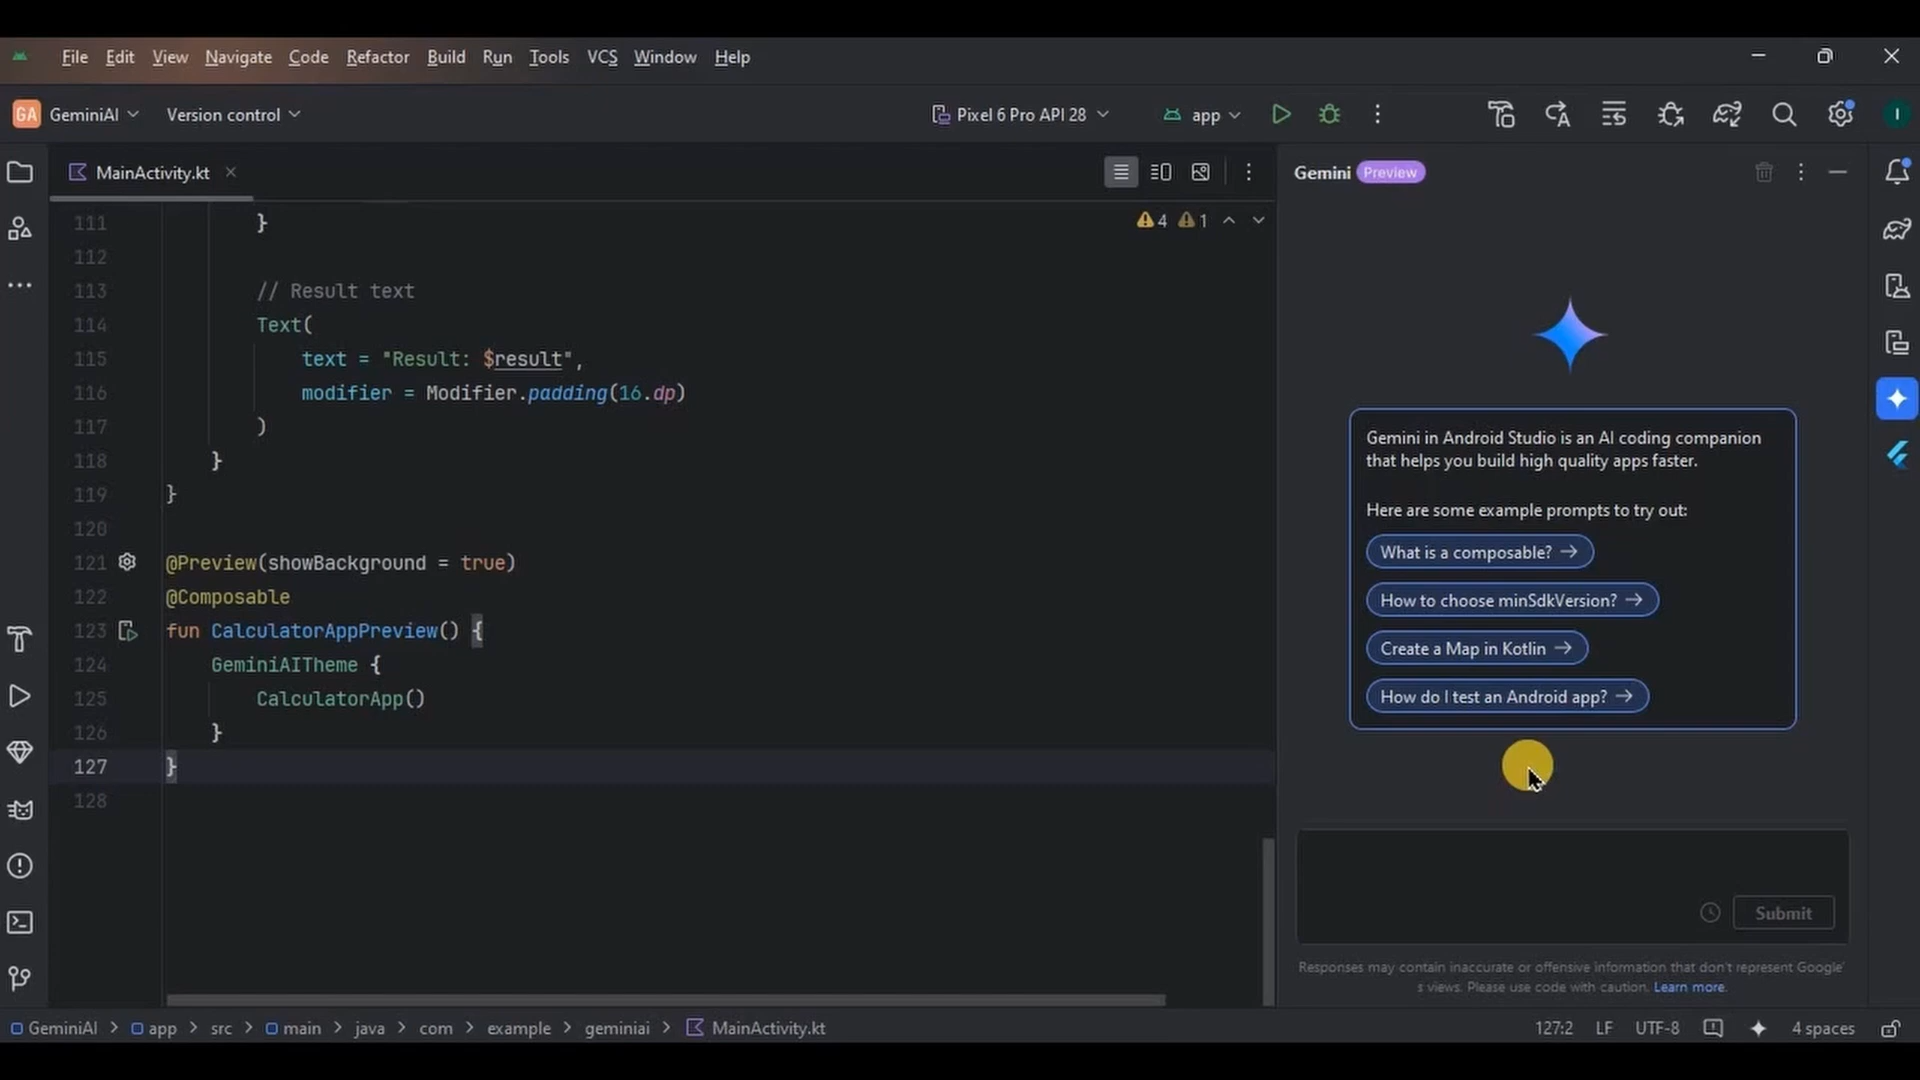 File Edit View Navigate Code Refactor Build Run Tools VCS Window Help
GA GeminiAI Version control Pixel 6 Pro API 28 app I
MainActivity.kt
4 1
111 }
112
113 // Result text
114 Text(
115 text = "Result: $result",
116 modifier = Modifier.padding(16.dp)
117 )
118 }
119 }
120
121 @Preview(showBackground = true)
122 @Composable
123 fun CalculatorAppPreview() {
124 GeminiAITheme {
125 CalculatorApp()
126 }
127 }
128
Gemini Preview
Gemini in Android Studio is an AI coding companion
that helps you build high quality apps faster.
Here are some example prompts to try out:
What is a composable? →
How to choose minSdkVersion? →
Create a Map in Kotlin →
How do I test an Android app? →
Submit
Responses may contain inaccurate or offensive information that don't represent Google'
s views. Please use code with caution. Learn more.
GeminiAI > app > src > main > java > com > example > geminiai > MainActivity.kt
127:2 LF UTF-8 4 spaces